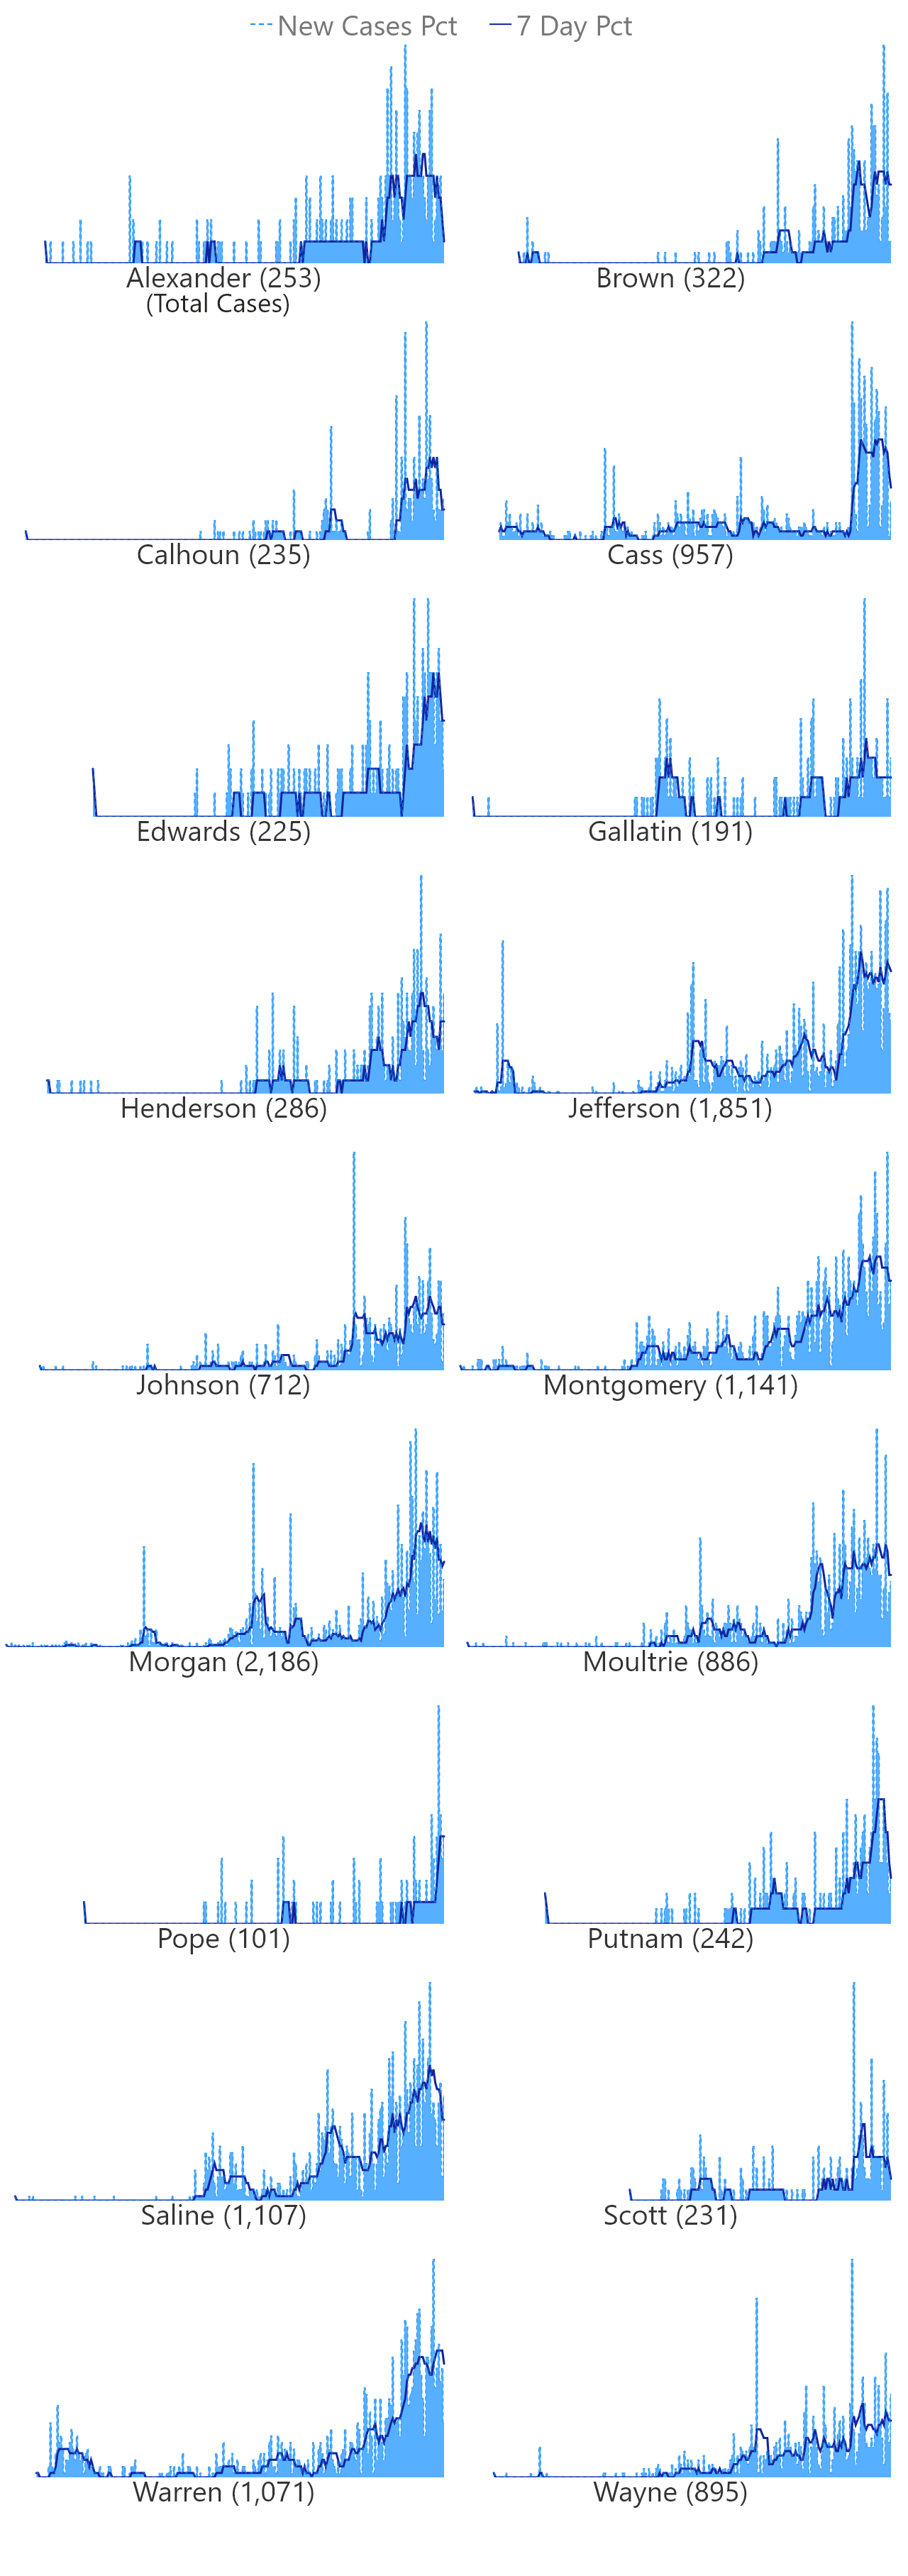 New Cases Pct 7 Day Pct
Alexander (253) Brown (322)
(Total Cases)
Calhoun (235) Cass (957)
Edwards (225) Gallatin (191)
Henderson (286) Jefferson (1,851)
Johnson (712) Montgomery (1,141)
Morgan (2,186) Moultrie (886)
Pope (101) Putnam (242)
Saline (1,107) Scott (231)
Warren (1,071) Wayne (895)